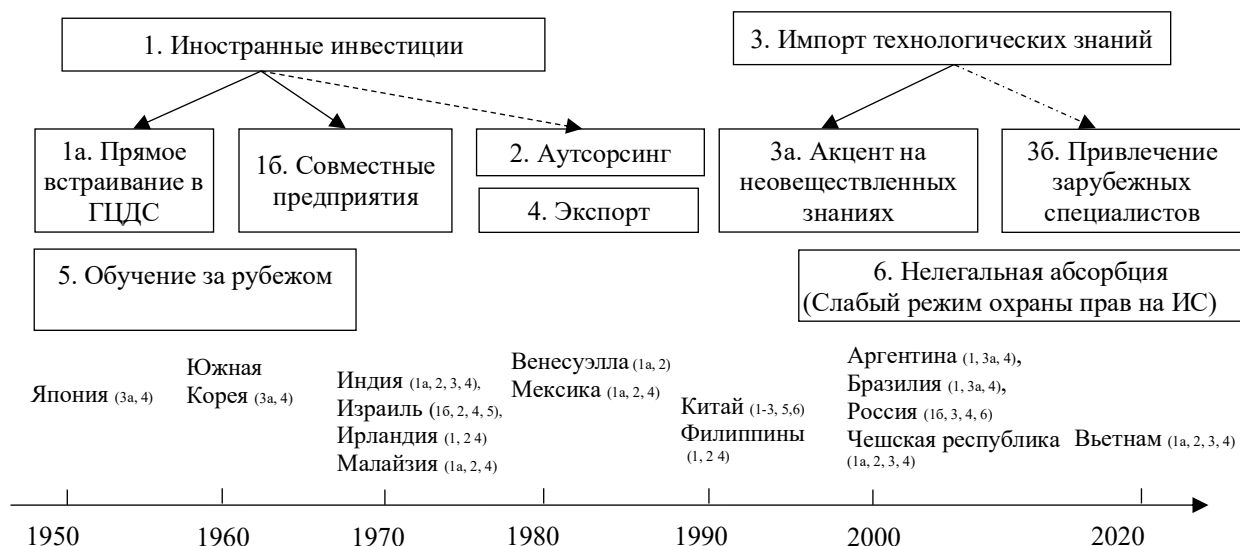 1. Иностранные инвестиции
3. Импорт технологических знаний
1а. Прямое
встраивание в
ГЦДС
1б. Совместные
предприятия
2. Аутсорсинг
4. Экспорт
3а. Акцент на
неовеществленных
знаниях
3б. Привлечение
зарубежных
специалистов
5. Обучение за рубежом
6. Нелегальная абсорбция
(Слабый режим охраны прав на ИС)
Япония (3а, 4)
Южная
Корея (3а, 4)
Индия (1а, 2, 3, 4),
Израиль (1б, 2, 4, 5),
Ирландия (1, 2 4)
Малайзия (1а, 2, 4)
Венесуэлла (1а, 2)
Мексика (1а, 2, 4)
Китай (1-3, 5,6)
Филиппины
(1, 2 4)
Аргентина (1, 3а, 4),
Бразилия (1, 3а, 4),
Россия (1б, 3, 4, 6)
Чешская республика
(1а, 2, 3, 4)
Вьетнам (1а, 2, 3, 4)
1950 1960 1970 1980 1990 2000 2020